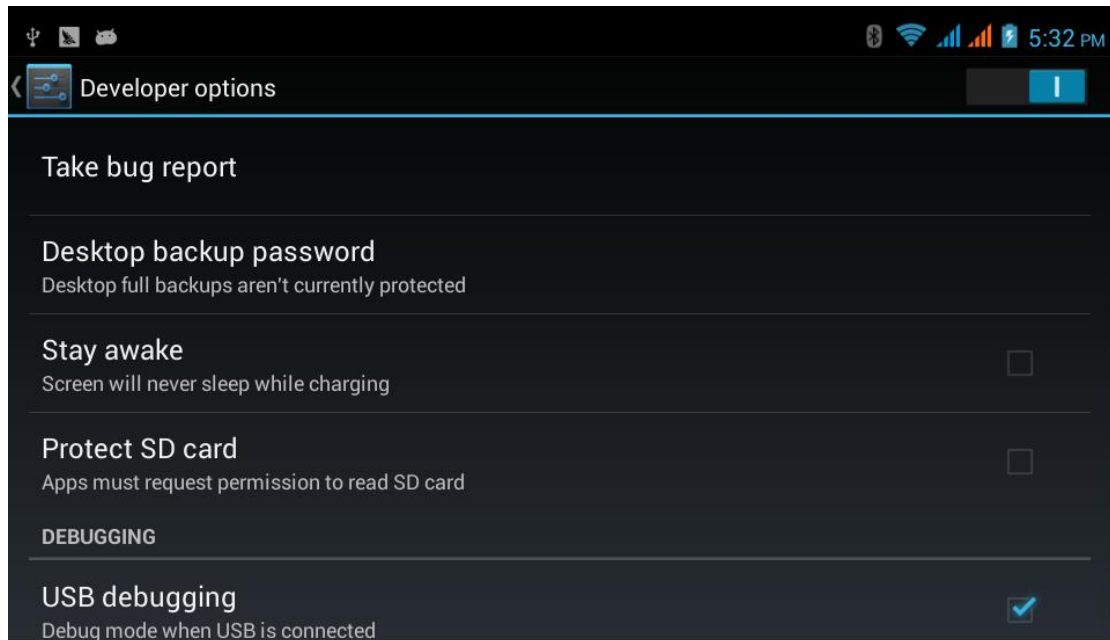 5:32 PM
Developer options
Take bug report
Desktop backup password
Desktop full backups aren't currently protected
Stay awake
Screen will never sleep while charging
Protect SD card
Apps must request permission to read SD card
DEBUGGING
USB debugging
Debug mode when USB is connected